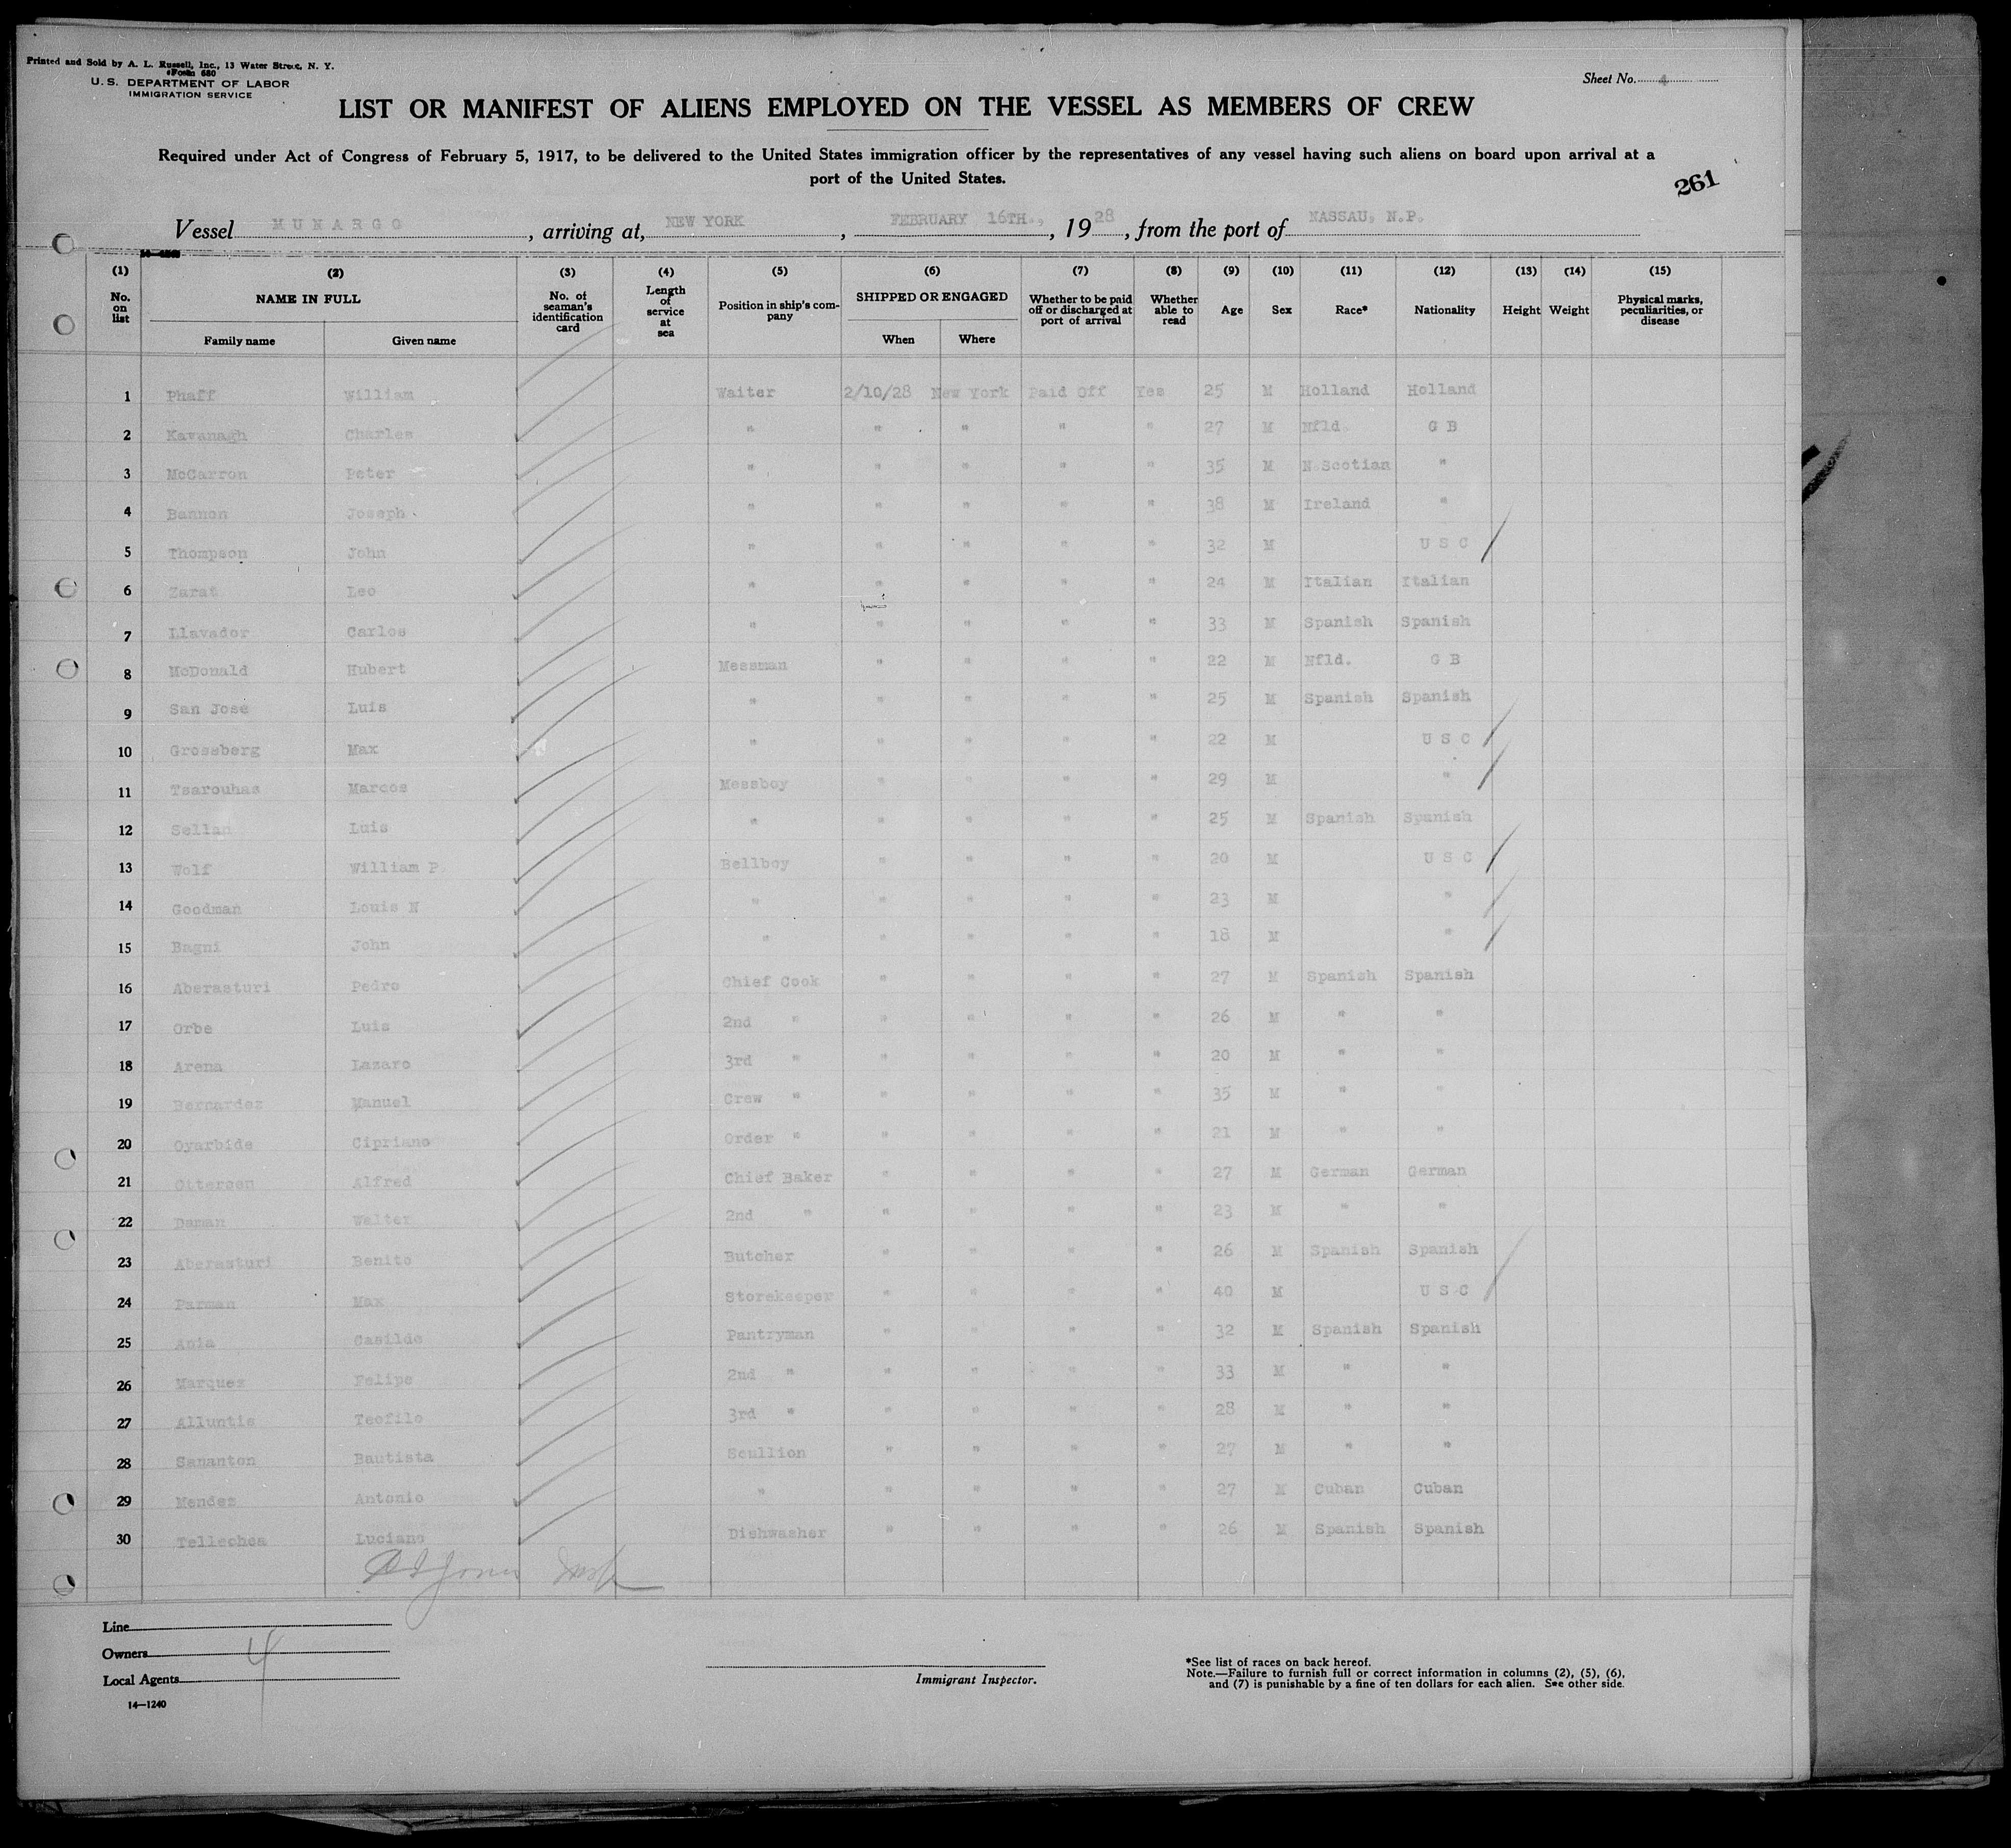 Printed and Sold by A. L. Russell, Inc., 13 Water Street, N. Y.
Form 680
U. S. DEPARTMENT OF LABOR
IMMIGRATION SERVICE
Sheet No. 4
LIST OR MANIFEST OF ALIENS EMPLOYED ON THE VESSEL AS MEMBERS OF CREW
Required under Act of Congress of February 5, 1917, to be delivered to the United States immigration officer by the representatives of any vessel having such aliens on board upon arrival at a
port of the United States.
261
Vessel MUNARGO, arriving at, NEW YORK, FEBRUARY 16TH., 1928, from the port of NASSAU, N.P.
(1) (2) (3) (4) (5) (6) (7) (8) (9) (10) (11) (12) (13) (14) (15)
No. on list NAME IN FULL Family name Given name No. of seaman's identification card Length of service at sea Position in ship's company SHIPPED OR ENGAGED When Where Whether to be paid off or discharged at port of arrival Whether able to read Age Sex Race* Nationality Height Weight Physical marks, peculiarities, or disease
1 Phaff William Waiter 2/10/28 New York Paid Off Yes 25 M Holland Holland
2 Kavanagh Charles " " " " " 27 M Nfld. G B
3 McCarron Peter " " " " " 35 M N.Scotian "
4 Bannon Joseph " " " " " 38 M Ireland "
5 Thompson John " " " " " 32 M U S C
6 Zarat Leo " " " " " 24 M Italian Italian
7 Llavador Carlos " " " " " 33 M Spanish Spanish
8 McDonald Hubert Messman " " " " 22 M Nfld. G B
9 San Jose Luis " " " " " 25 M Spanish Spanish
10 Grossberg Max " " " " " 22 M U S C
11 Tsarouhas Marcos Messboy " " " " 29 M "
12 Sellan Luis " " " " " 25 M Spanish Spanish
13 Wolf William P Bellboy " " " " 20 M U S C
14 Goodman Louis N " " " " " 23 M "
15 Bagni John " " " " " 18 M "
16 Aberasturi Pedro Chief Cook " " " " 27 M Spanish Spanish
17 Orbe Luis 2nd " " " " " 26 M " "
18 Arena Lazaro 3rd " " " " " 20 M " "
19 Bernardez Manuel Crew " " " " " 35 M " "
20 Oyarbide Cipriano Order " " " " " 21 M " "
21 Ottersen Alfred Chief Baker " " " " 27 M German German
22 Daman Walter 2nd " " " " " 23 M " "
23 Aberasturi Benito Butcher " " " " 26 M Spanish Spanish
24 Parman Max Storekeeper " " " " 40 M U S C
25 Ania Casildo Pantryman " " " " 32 M Spanish Spanish
26 Marquez Felipe 2nd " " " " " 33 M " "
27 Alluntis Teofilo 3rd " " " " " 28 M " "
28 Sananton Bautista Scullion " " " " 27 M " "
29 Mendez Antonio " " " " " 27 M Cuban Cuban
30 Tellechea Luciano Dishwasher " " " " 26 M Spanish Spanish
Line
Owners
4
Local Agents
Immigrant Inspector.
*See list of races on back hereof.
Note.—Failure to furnish full or correct information in columns (2), (5), (6),
and (7) is punishable by a fine of ten dollars for each alien. See other side.
14—1240